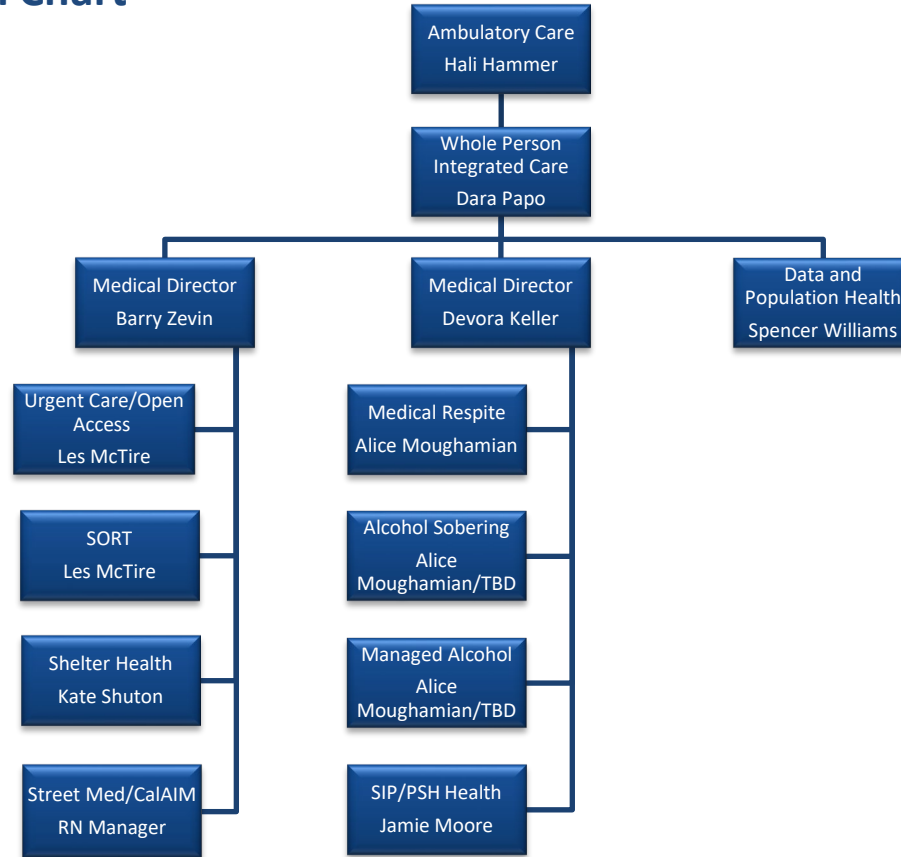 Chart
Ambulatory Care
Hali Hammer
Whole Person
Integrated Care
Dara Papo
Medical Director
Barry Zevin
Medical Director
Devora Keller
Data and
Population Health
Spencer Williams
Urgent Care/Open
Access
Les McTire
SORT
Les McTire
Shelter Health
Kate Shuton
Street Med/CalAIM
RN Manager
Medical Respite
Alice Moughamian
Alcohol Sobering
Alice
Moughamian/TBD
Managed Alcohol
Alice
Moughamian/TBD
SIP/PSH Health
Jamie Moore